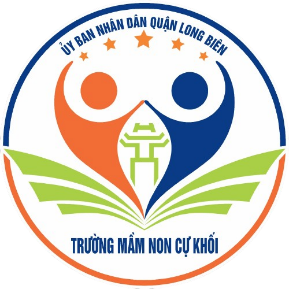 ỦY BAN NHÂN DÂN QUẬN LONG BIÊN
TRƯỜNG MẦM NON CỰ KHỐI